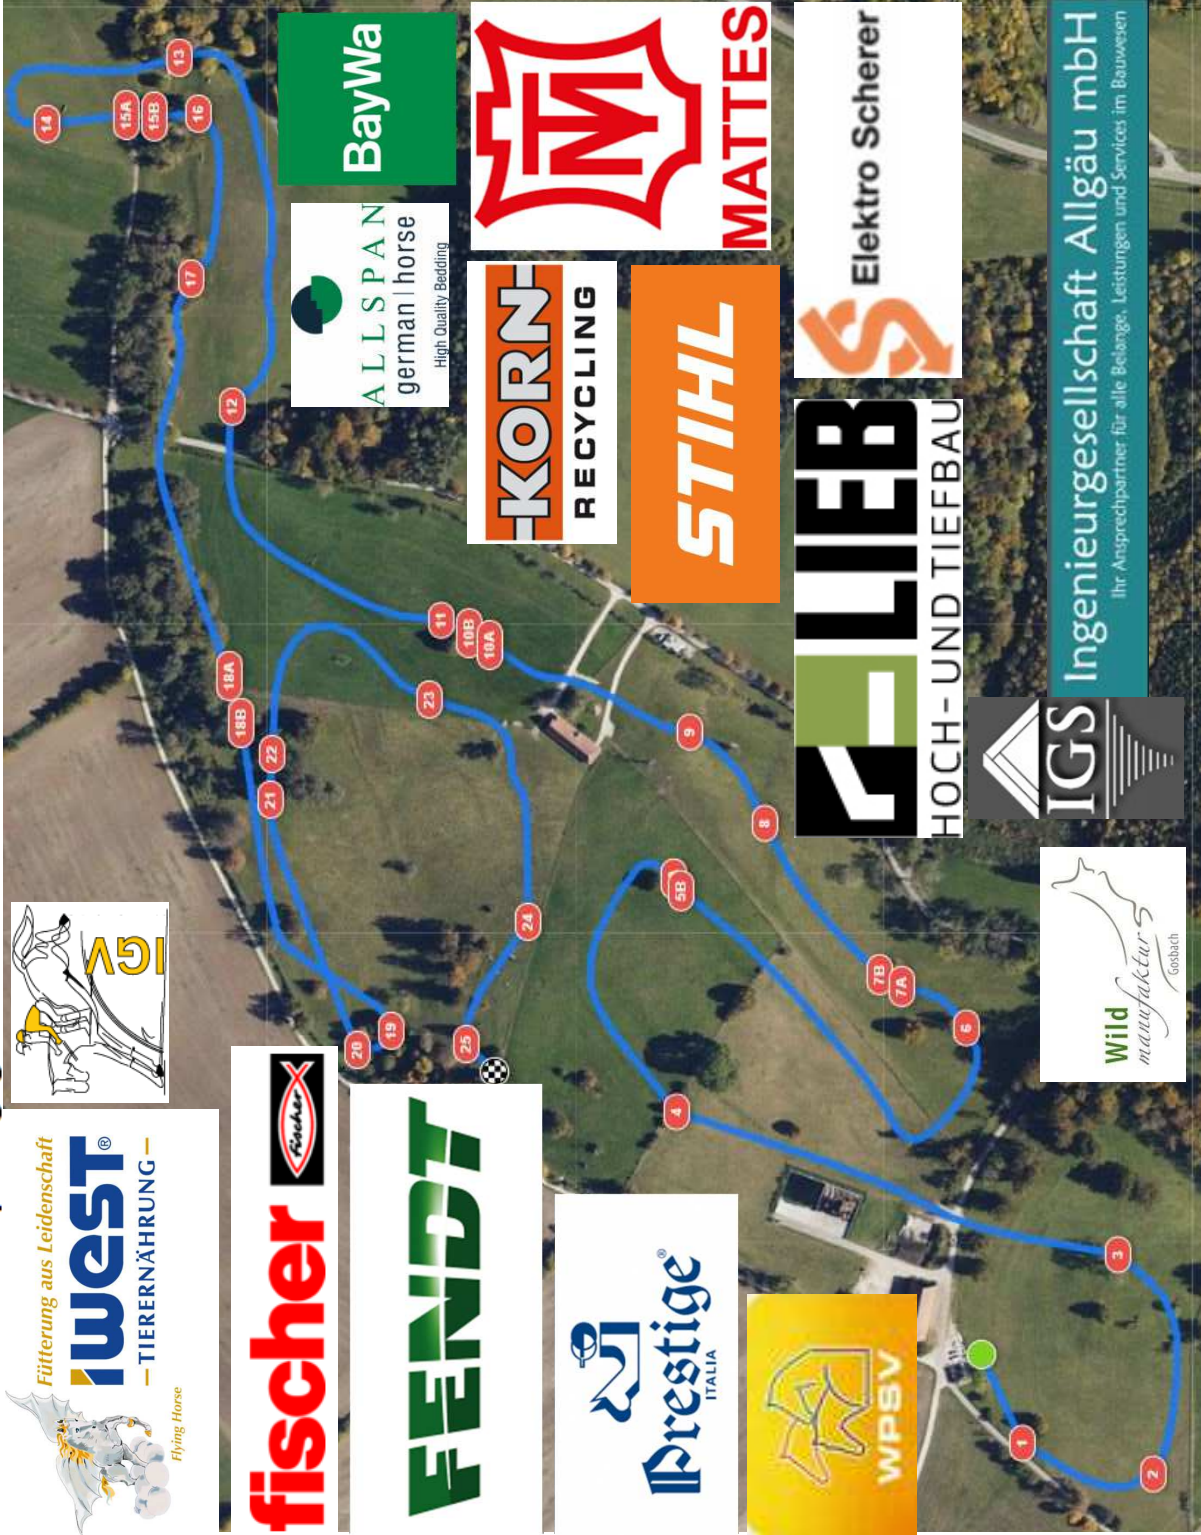 Fütterung aus Leidenschaft
iWEST®
TIERERNÄHRUNG
Flying Horse
IGV
fischer
fischer
FENDT
Prestige®
ITALIA
WPSV
Wild
manufaktur
Gosbach
IGS
Ingenieurgesellschaft Allgäu mbH
Ihr Ansprechpartner für alle Belange, Leistungen und Services im Bauwesen
LIEB
HOCH- UND TIEFBAU
Elektro Scherer
STIHL
KORN
RECYCLING
MATTES
ALLSPAN
german horse
High Quality Bedding
BayWa
1
2
3
4
5B
6
7A
7B
8
9
10A
10B
11
12
13
14
15A
15B
16
17
18A
18B
19
20
21
22
23
24
25